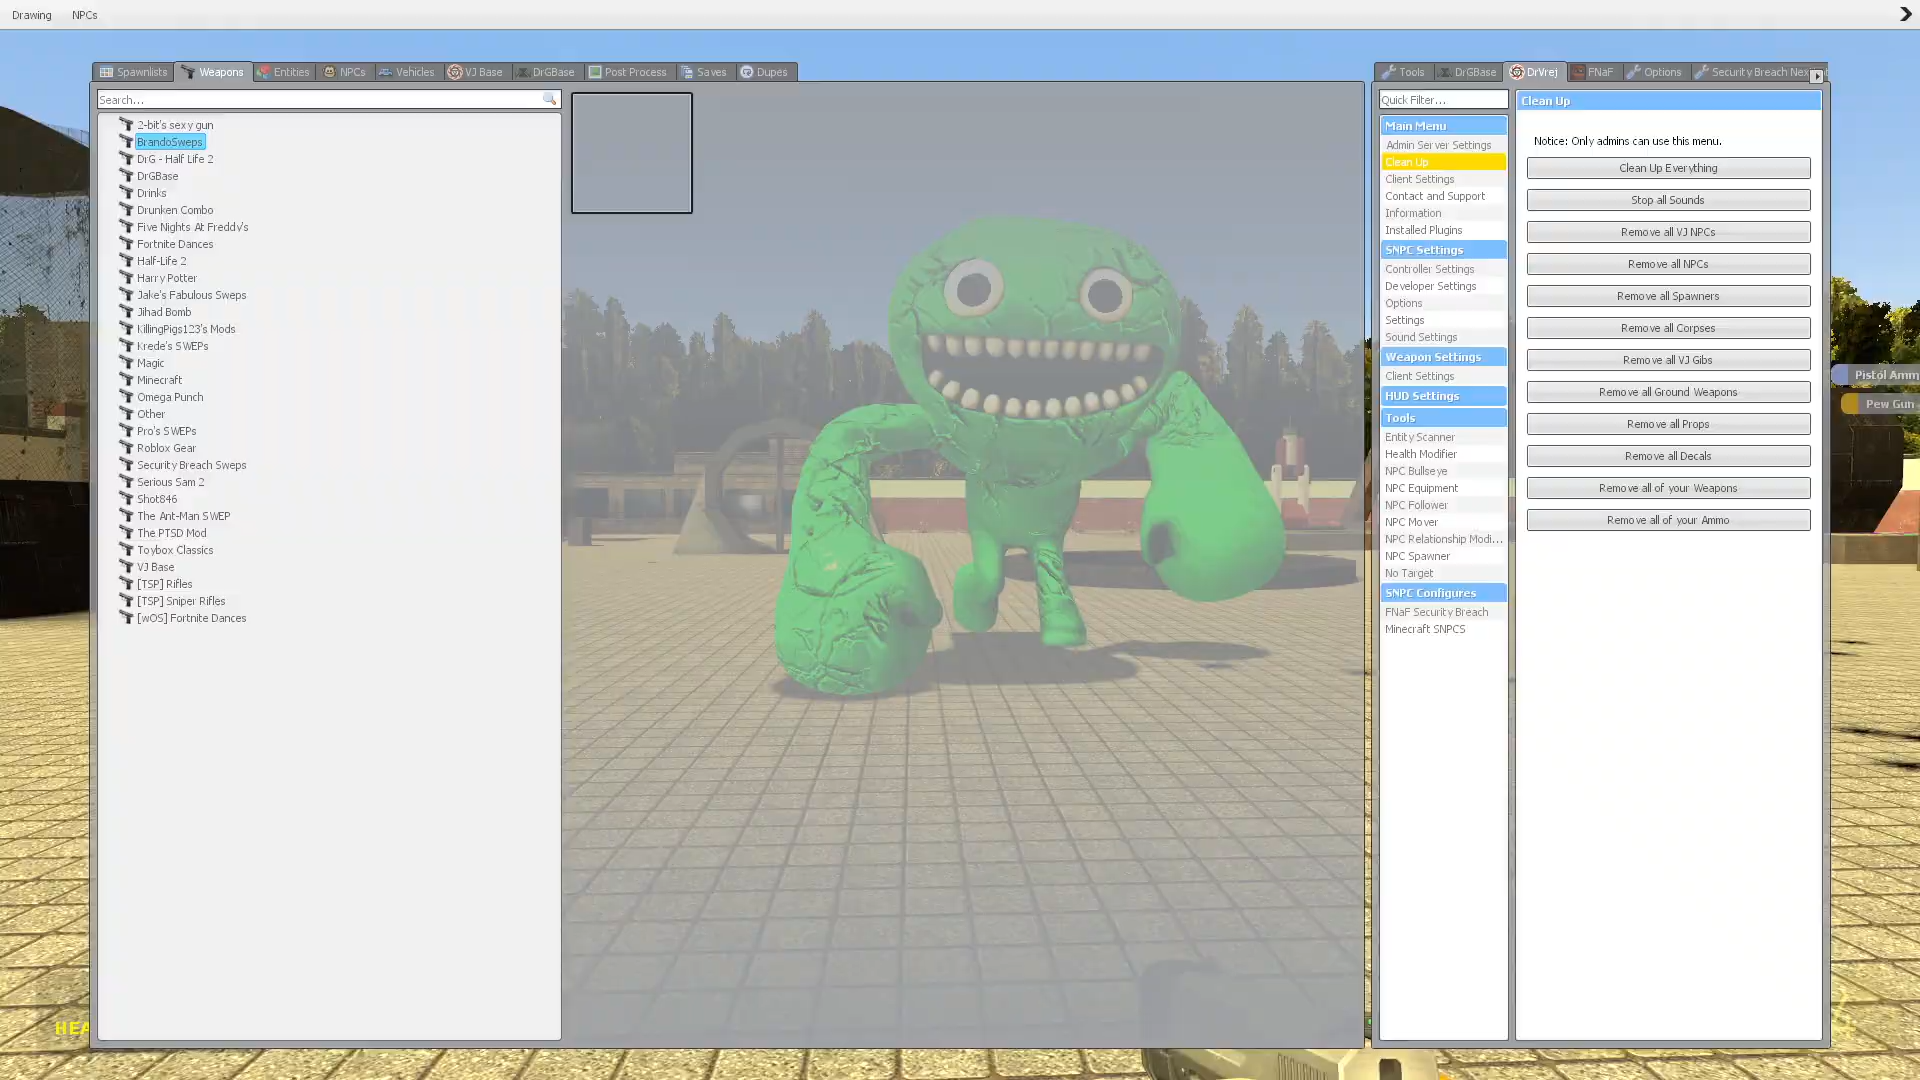 Drawing NPCs
Spawnlists Weapons Entities NPCs Vehicles VJ Base DrGBase Post Process Saves Dupes
Search...
2-bit's sexy gun
BrandoSweps
DrG - Half Life 2
DrGBase
Drinks
Drunken Combo
Five Nights At Freddy's
Fortnite Dances
Half-Life 2
Harry Potter
Jake's Fabulous Sweps
Jihad Bomb
KillingPigs123's Mods
Krede's SWEPs
Magic
Minecraft
Omega Punch
Other
Pro's SWEPs
Roblox Gear
Security Breach Sweps
Serious Sam 2
Shot846
The Ant-Man SWEP
The PTSD Mod
Toybox Classics
VJ Base
[TSP] Rifles
[TSP] Sniper Rifles
[wOS] Fortnite Dances
HEA
Tools DrGBase DrVrej FNaF Options Security Breach Nex
Quick Filter...
Main Menu
Admin Server Settings
Clean Up
Client Settings
Contact and Support
Information
Installed Plugins
SNPC Settings
Controller Settings
Developer Settings
Options
Settings
Sound Settings
Weapon Settings
Client Settings
HUD Settings
Tools
Entity Scanner
Health Modifier
NPC Bullseye
NPC Equipment
NPC Follower
NPC Mover
NPC Relationship Modi...
NPC Spawner
No Target
SNPC Configures
FNaF Security Breach
Minecraft SNPCS
Clean Up
Notice: Only admins can use this menu.
Clean Up Everything
Stop all Sounds
Remove all VJ NPCs
Remove all NPCs
Remove all Spawners
Remove all Corpses
Remove all VJ Gibs
Remove all Ground Weapons
Remove all Props
Remove all Decals
Remove all of your Weapons
Remove all of your Ammo
Pistol Amm
Pew Gun